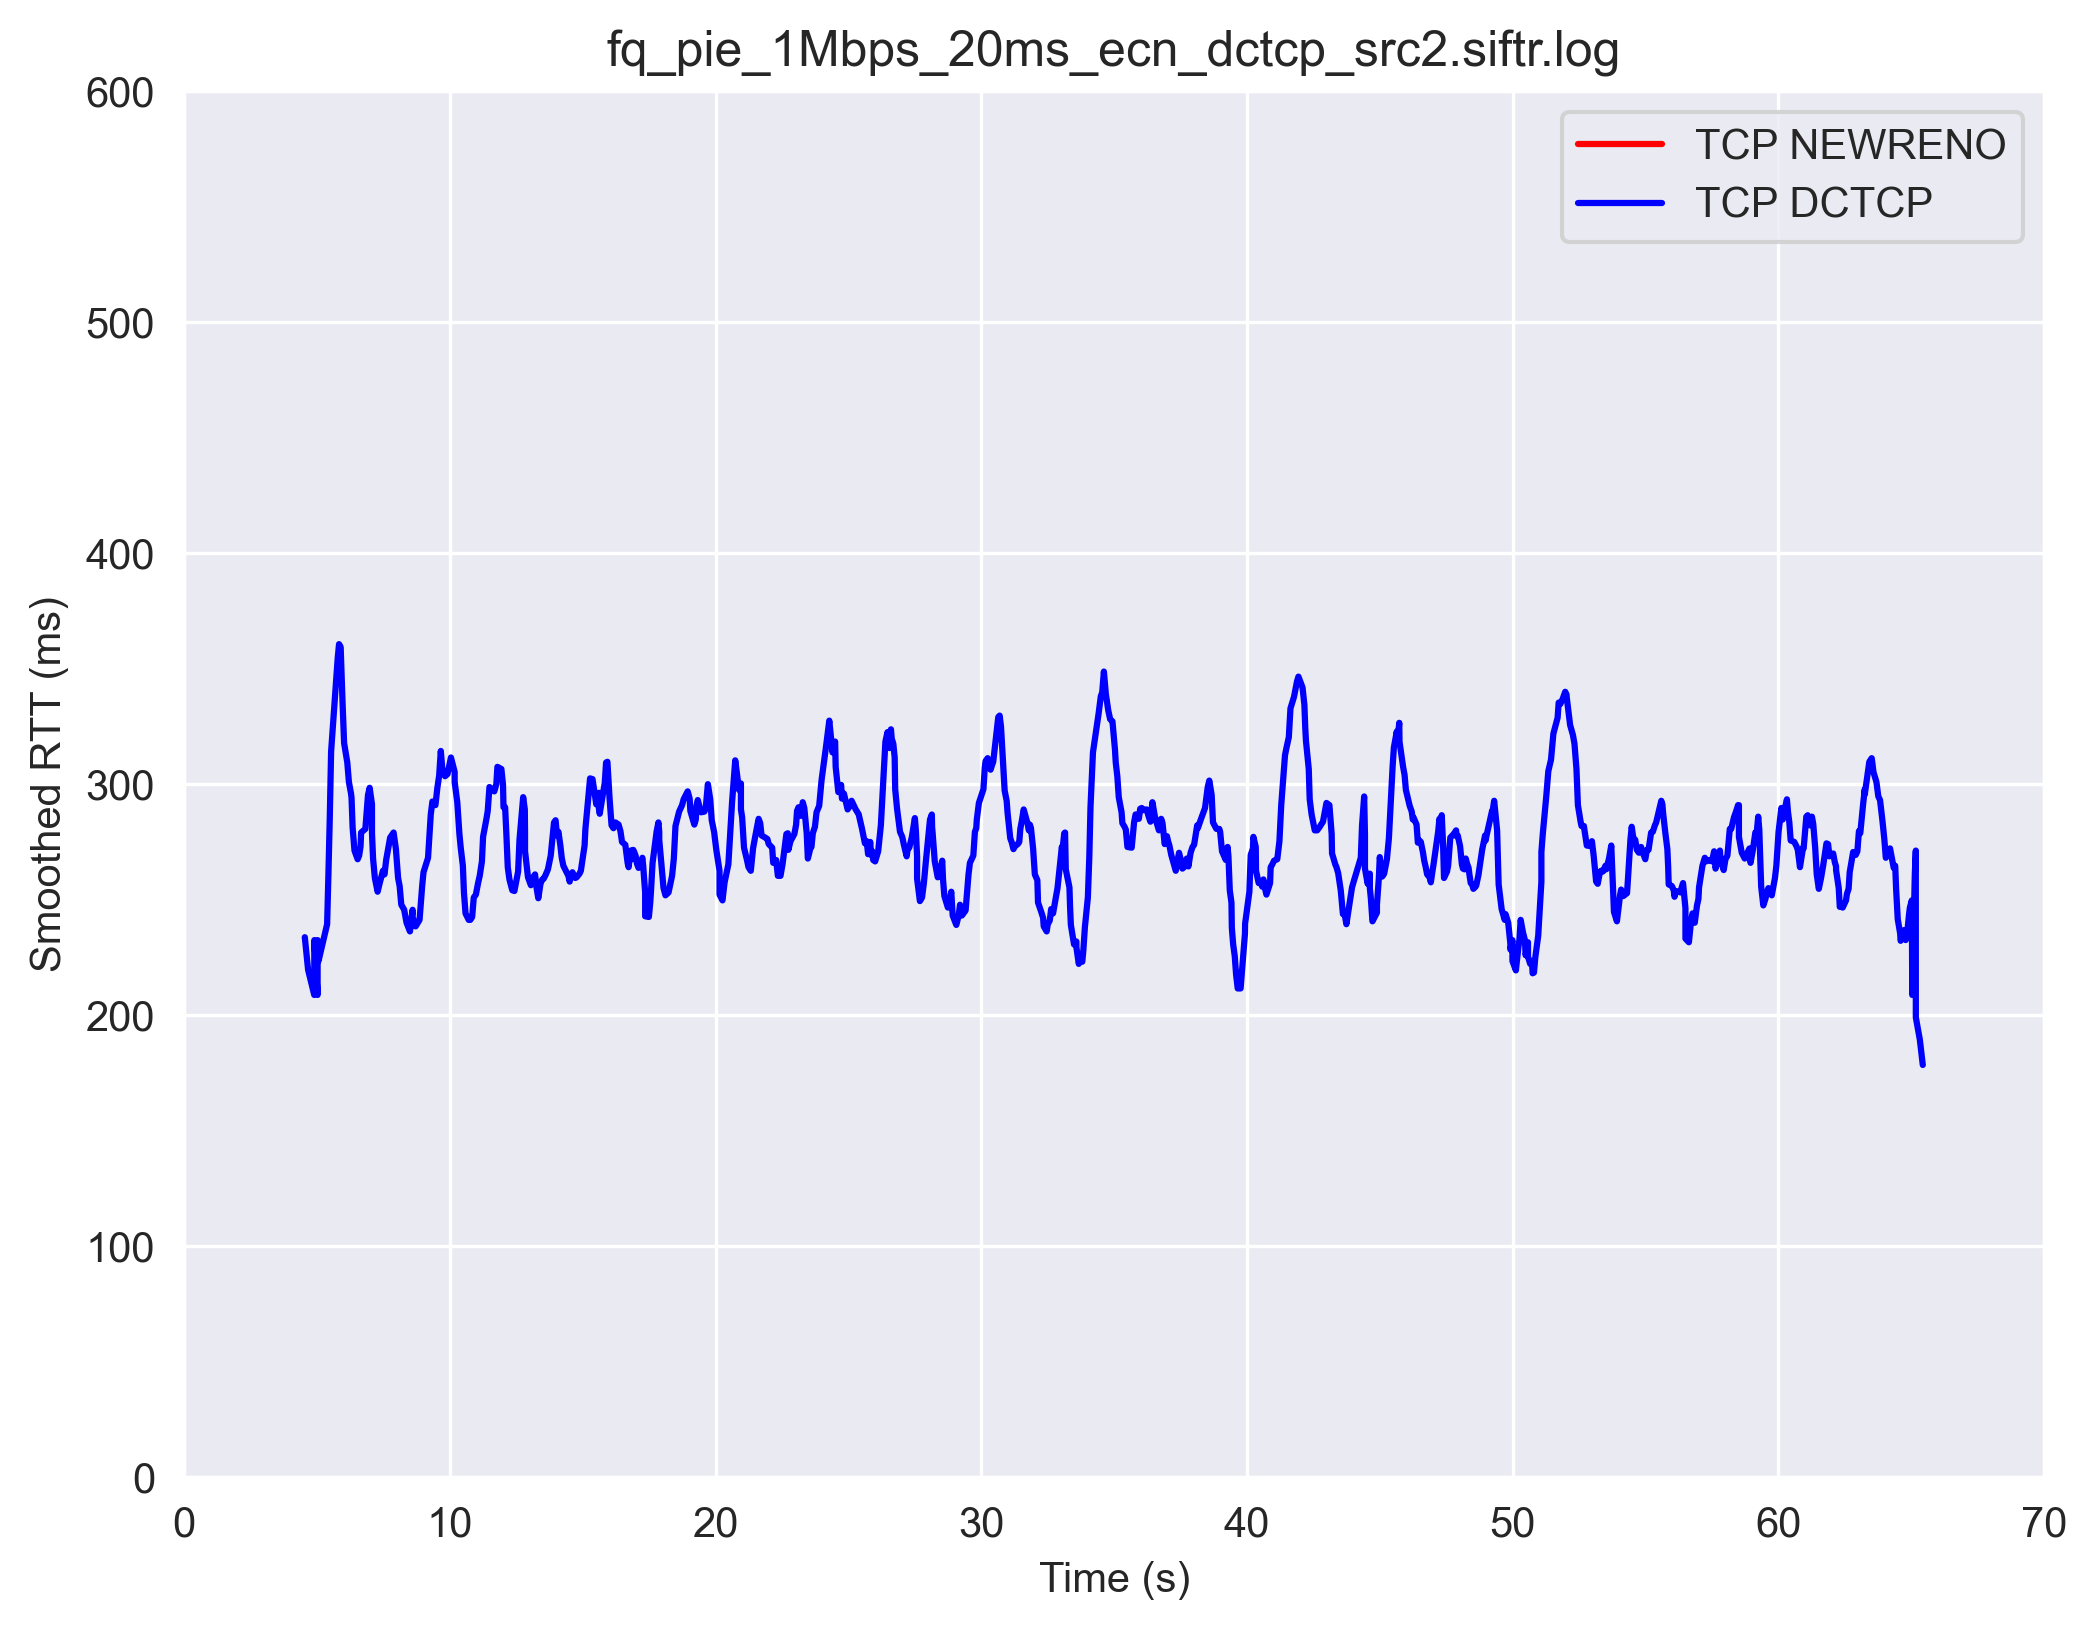 fq_pie_1Mbps_20ms_ecn_dctcp_src2.siftr.log
TCP NEWRENO
TCP DCTCP
Smoothed RTT (ms)
600
500
400
300
200
100
0
0 10 20 30 40 50 60 70
Time (s)